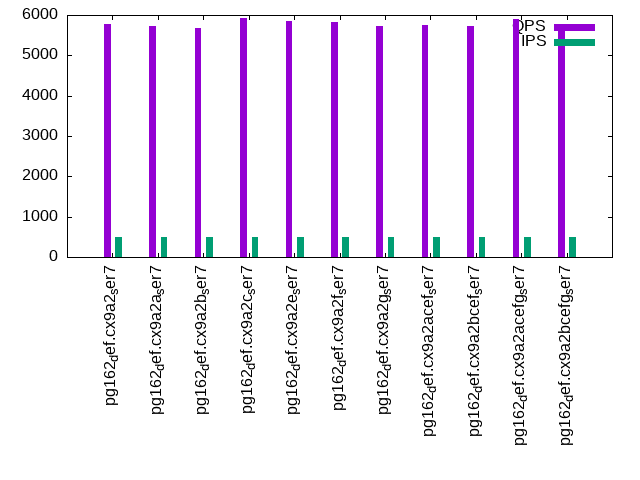 6000
5000
4000
3000
2000
1000
0
QPS
IPS
pg162def.cx9a2ser7
pg162def.cx9a2aser7
pg162def.cx9a2bser7
pg162def.cx9a2cser7
pg162def.cx9a2eser7
pg162def.cx9a2fser7
pg162def.cx9a2gser7
pg162def.cx9a2acefser7
pg162def.cx9a2bcefser7
pg162def.cx9a2acefgser7
pg162def.cx9a2bcefgser7